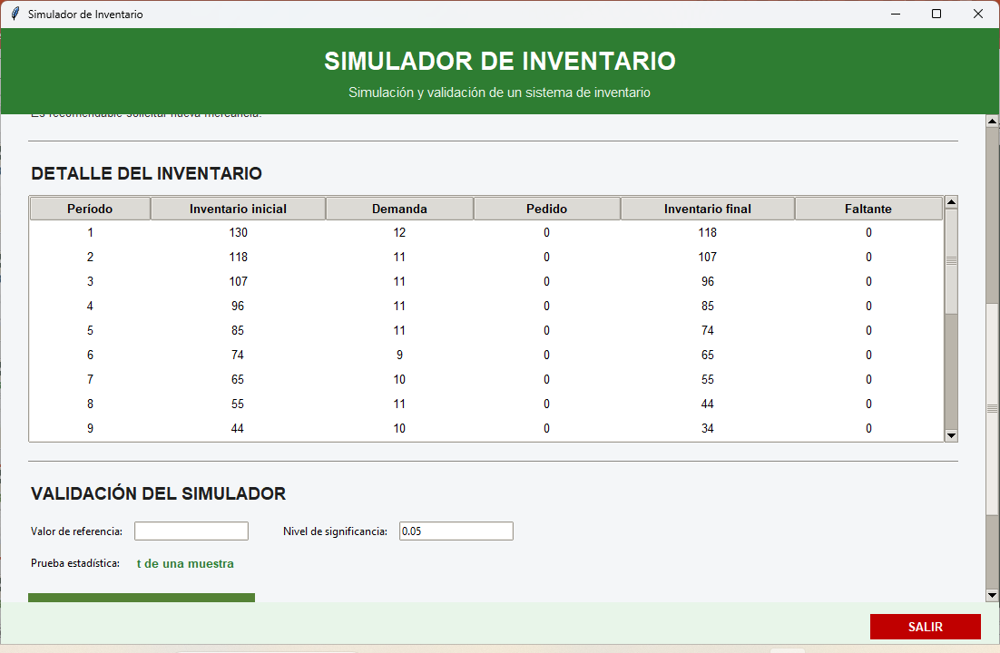 Simulador de Inventario
SIMULADOR DE INVENTARIO
Simulación y validación de un sistema de inventario
Es recomendable solicitar nueva mercancía.
DETALLE DEL INVENTARIO
Período Inventario inicial Demanda Pedido Inventario final Faltante
1 130 12 0 118 0
2 118 11 0 107 0
3 107 11 0 96 0
4 96 11 0 85 0
5 85 11 0 74 0
6 74 9 0 65 0
7 65 10 0 55 0
8 55 11 0 44 0
9 44 10 0 34 0
VALIDACIÓN DEL SIMULADOR
Valor de referencia: Nivel de significancia: 0.05
Prueba estadística: t de una muestra
SALIR